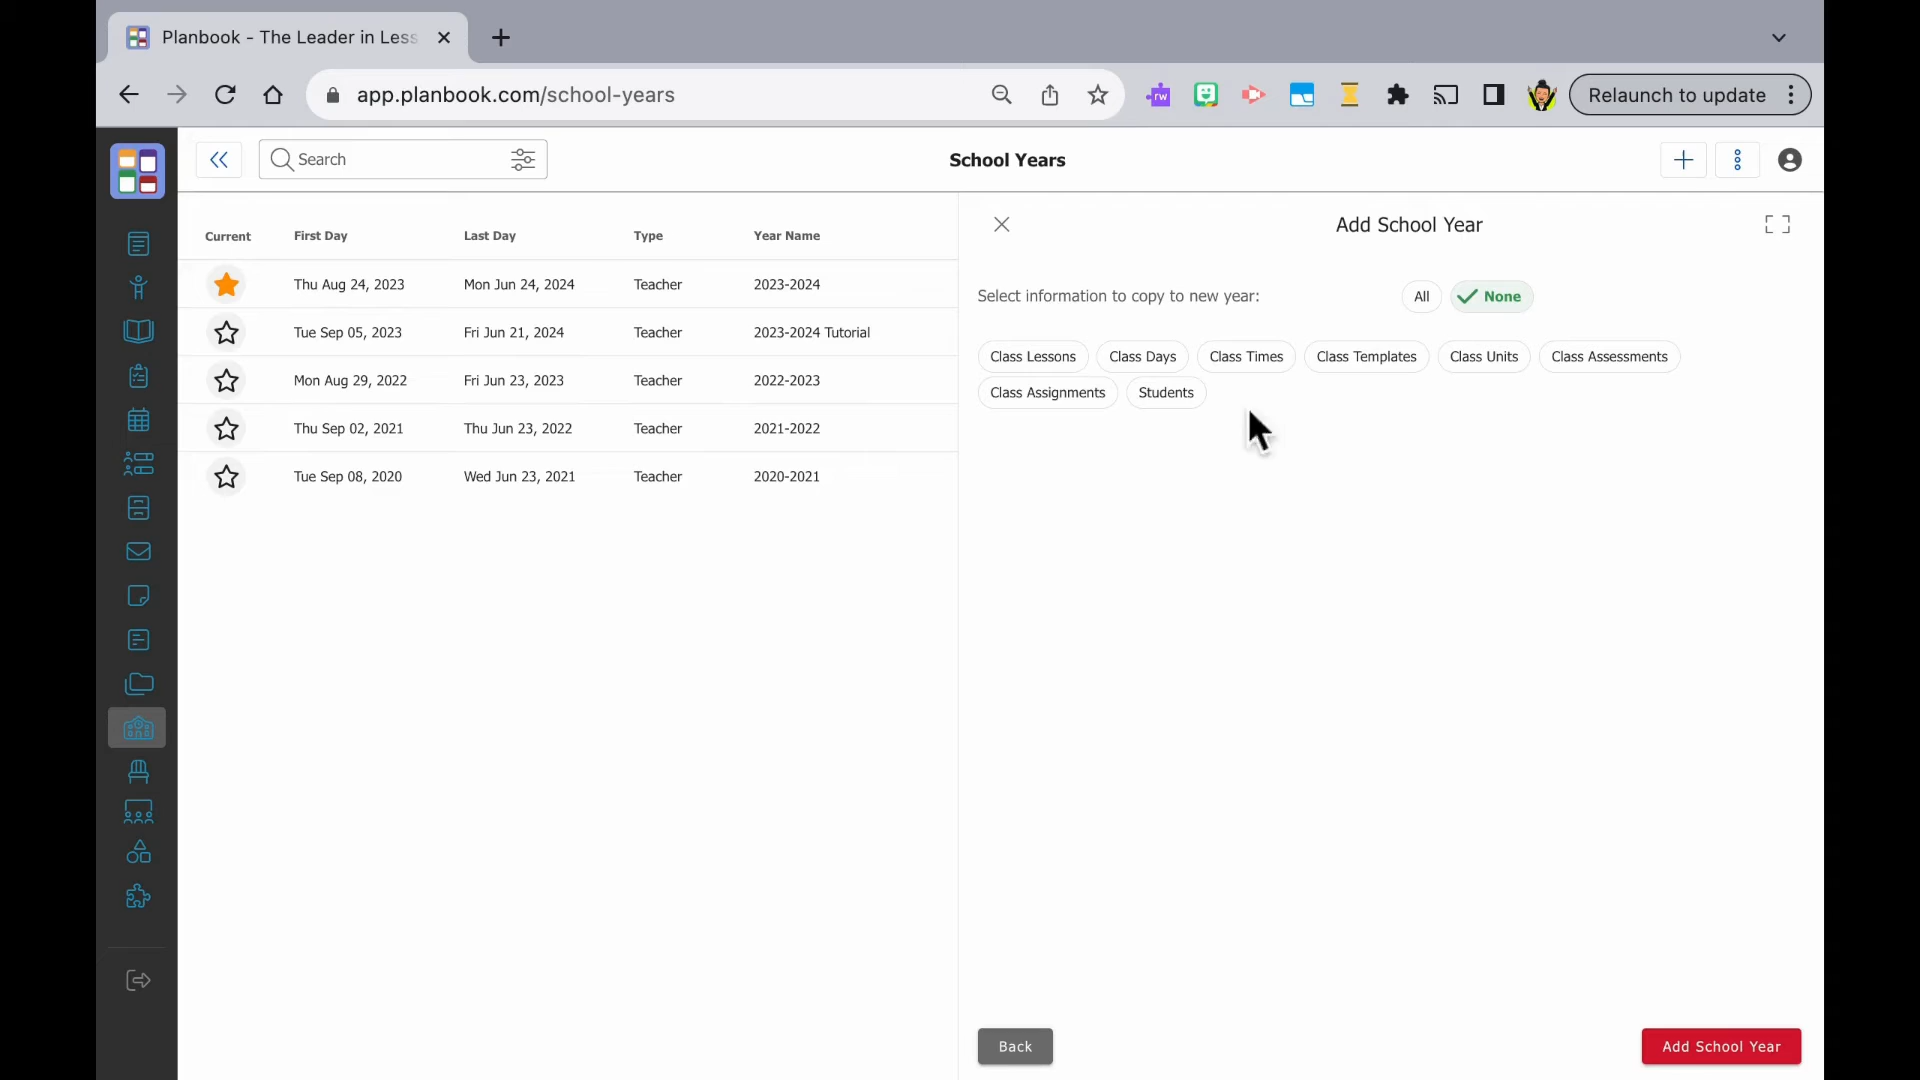 Planbook - The Leader in Less
app.planbook.com/school-years
rw
Relaunch to update
Search
School Years
Current First Day Last Day Type Year Name
Thu Aug 24, 2023 Mon Jun 24, 2024 Teacher 2023-2024
Tue Sep 05, 2023 Fri Jun 21, 2024 Teacher 2023-2024 Tutorial
Mon Aug 29, 2022 Fri Jun 23, 2023 Teacher 2022-2023
Thu Sep 02, 2021 Thu Jun 23, 2022 Teacher 2021-2022
Tue Sep 08, 2020 Wed Jun 23, 2021 Teacher 2020-2021
Add School Year
Select information to copy to new year: All None
Class Lessons Class Days Class Times Class Templates Class Units Class Assessments
Class Assignments Students
Back Add School Year